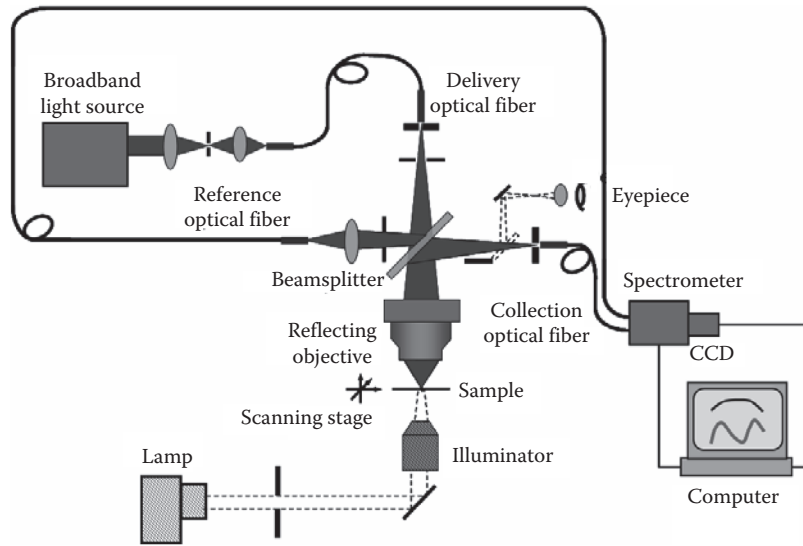 Broadband
light source
Delivery
optical fiber
Reference
optical fiber
Eyepiece
Beamsplitter
Spectrometer
Collection
optical fiber
CCD
Reflecting
objective
Sample
Scanning
stage
Lamp
Illuminator
Computer